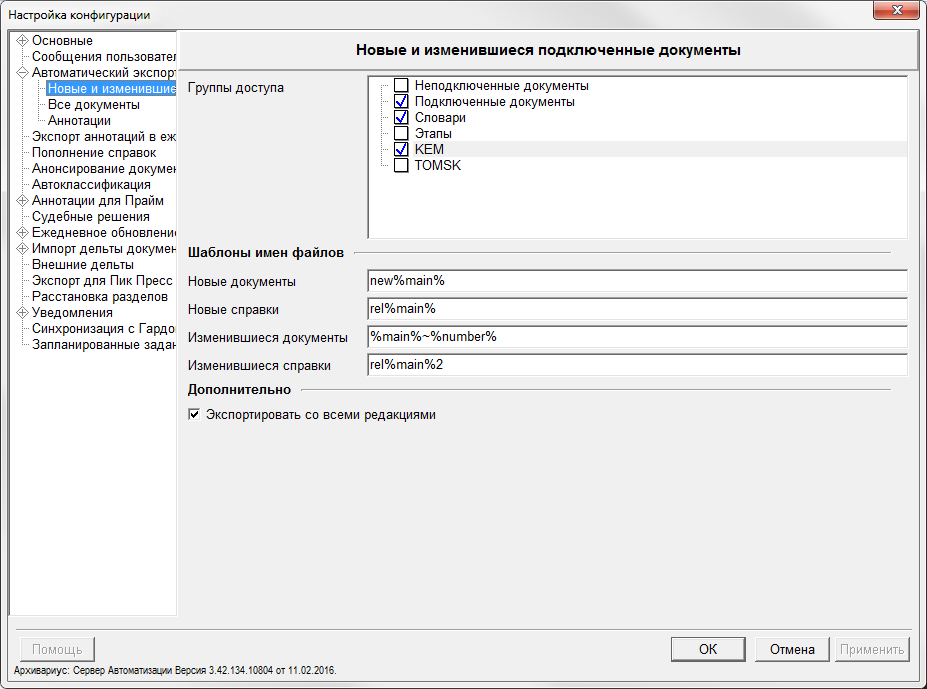 Настройка конфигурации
Основные
Сообщения пользовател
Автоматический экспорт
Новые и изменившие
Все документы
Аннотации
Экспорт аннотаций в еж
Пополнение справок
Анонсирование докумен
Автоклассификация
Аннотации для Прайм
Судебные решения
Ежедневное обновлени
Импорт дельты докумен
Внешние дельты
Экспорт для Пик Пресс
Расстановка разделов
Уведомления
Синхронизация с Гардо
Запланированные задан
Новые и изменившиеся подключенные документы
Группы доступа
Неподключенные документы
Подключенные документы
Словари
Этапы
KEM
TOMSK
Шаблоны имен файлов
Новые документы new%main%
Новые справки rel%main%
Изменившиеся документы %main%~%number%
Изменившиеся справки rel%main%2
Дополнительно
Экспортировать со всеми редакциями
Помощь OK Отмена Применить
Архивариус: Сервер Автоматизации Версия 3.42.134.10804 от 11.02.2016.